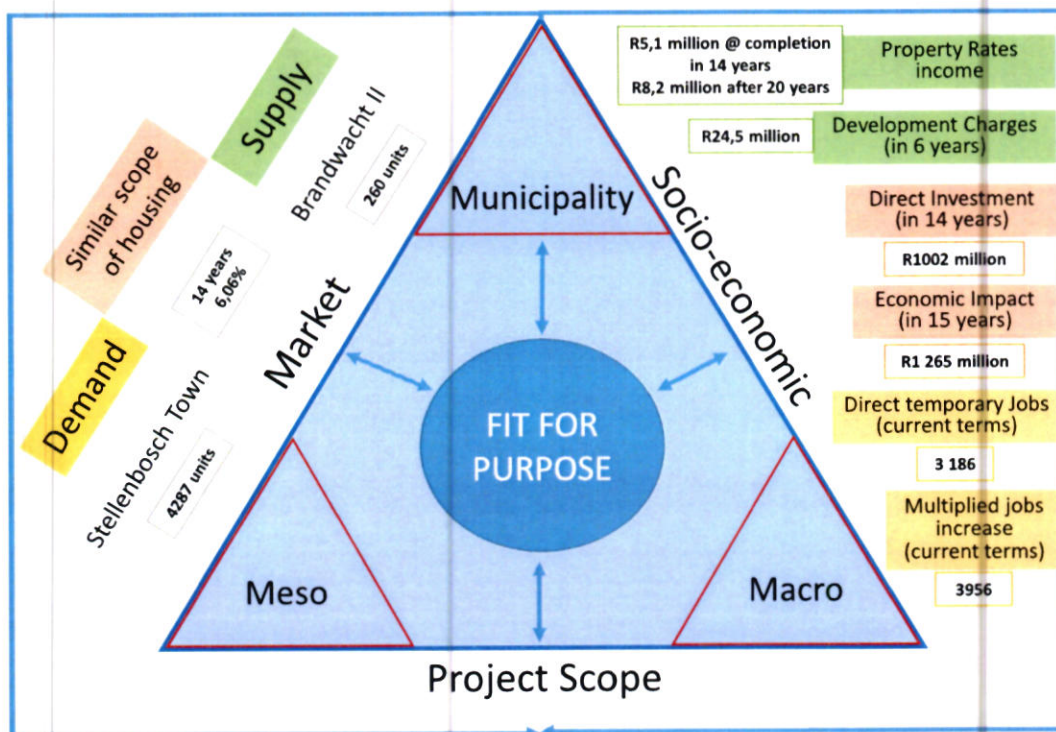 R5,1 million @ completion
in 14 years
R8,2 million after 20 years
Property Rates
income
R24,5 million
Development Charges
(in 6 years)
Direct Investment
(in 14 years)
R1002 million
Economic Impact
(in 15 years)
R1 265 million
Direct temporary Jobs
(current terms)
3 186
Multiplied jobs
increase
(current terms)
3956
Supply
Brandwacht II
260 units
Similar scope
of housing
14 years
6,06%
Demand
Stellenbosch Town
4287 units
Market
Socio-economic
Municipality
FIT FOR
PURPOSE
Meso
Macro
Project Scope